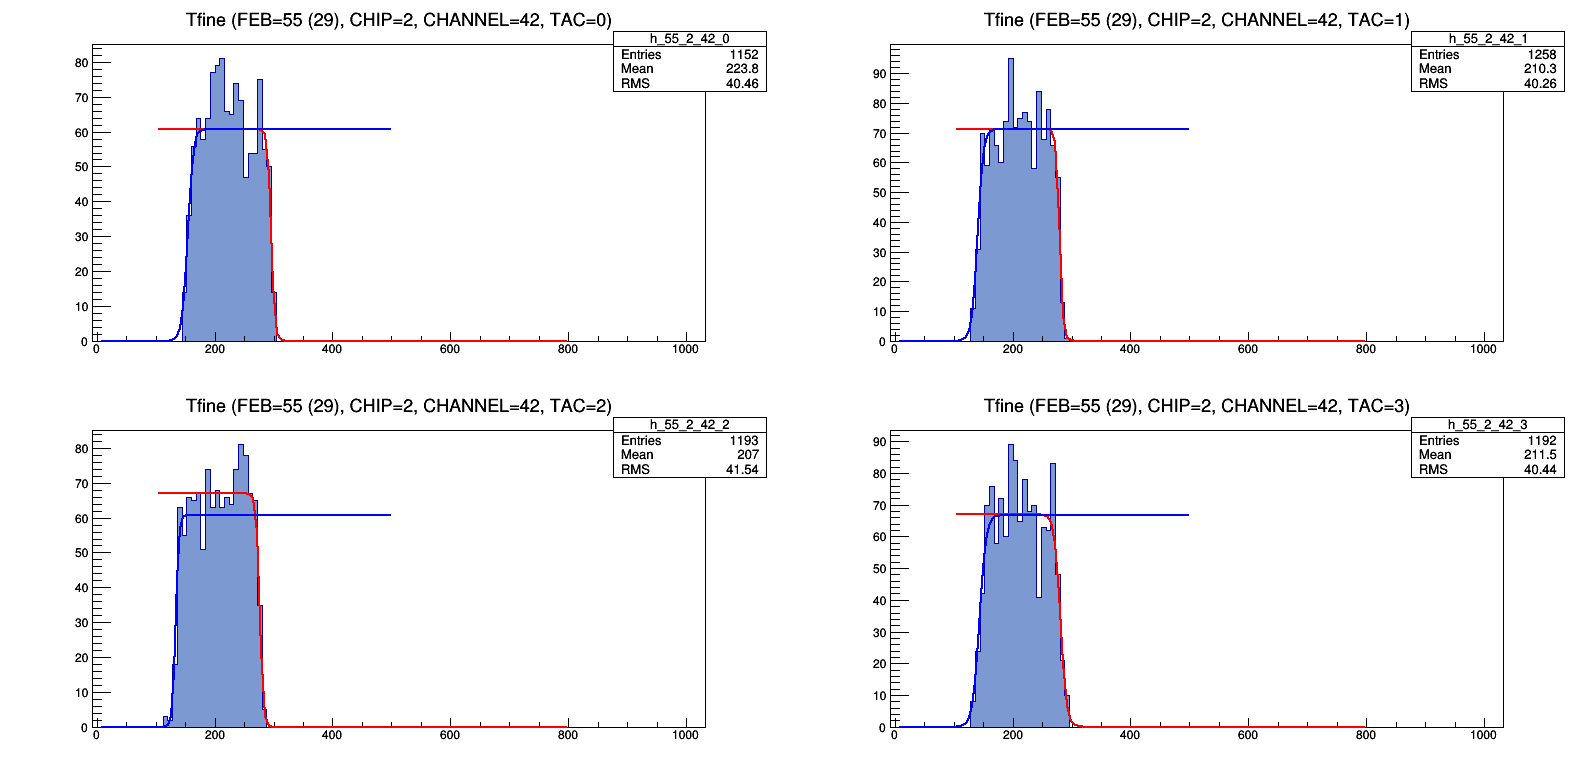 Tfine (FEB=55 (29), CHIP=2, CHANNEL=42, TAC=0)
h_55_2_42_0
Entries 1152
Mean 223.8
RMS 40.46
80
70
60
50
40
30
20
10
0
0 200 400 600 800 1000
Tfine (FEB=55 (29), CHIP=2, CHANNEL=42, TAC=1)
h_55_2_42_1
Entries 1258
Mean 210.3
RMS 40.26
90
80
70
60
50
40
30
20
10
0
0 200 400 600 800 1000
Tfine (FEB=55 (29), CHIP=2, CHANNEL=42, TAC=2)
h_55_2_42_2
Entries 1193
Mean 207
RMS 41.54
80
70
60
50
40
30
20
10
0
0 200 400 600 800 1000
Tfine (FEB=55 (29), CHIP=2, CHANNEL=42, TAC=3)
h_55_2_42_3
Entries 1192
Mean 211.5
RMS 40.44
90
80
70
60
50
40
30
20
10
0
0 200 400 600 800 1000